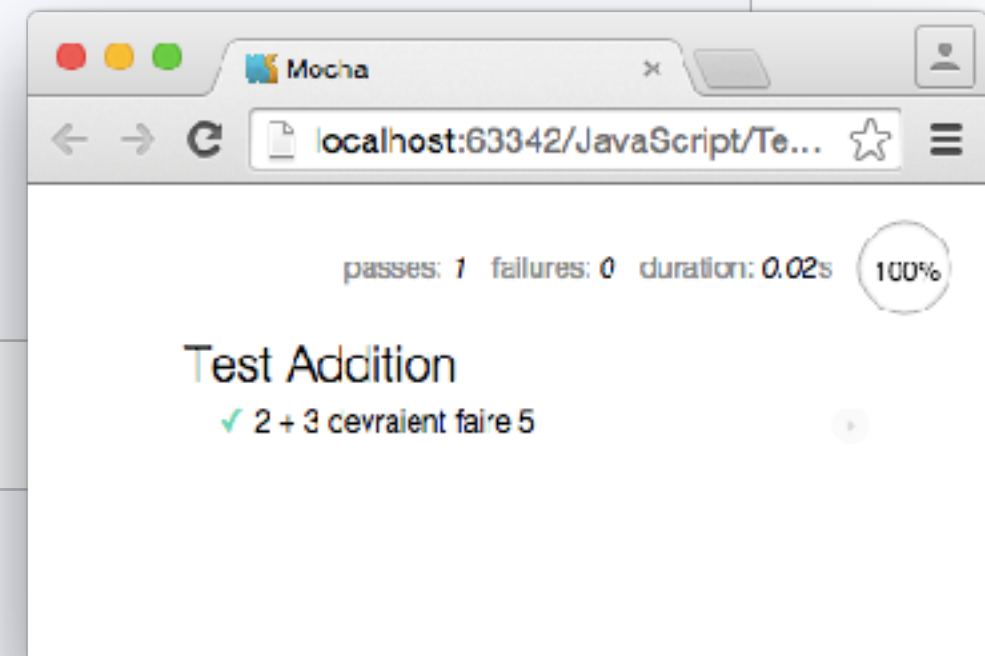 Mocha
localhost:63342/JavaScript/Te...
passes: 1 failures: 0 duration: 0.02s 100%
Test Addition
✓ 2 + 3 devraient faire 5